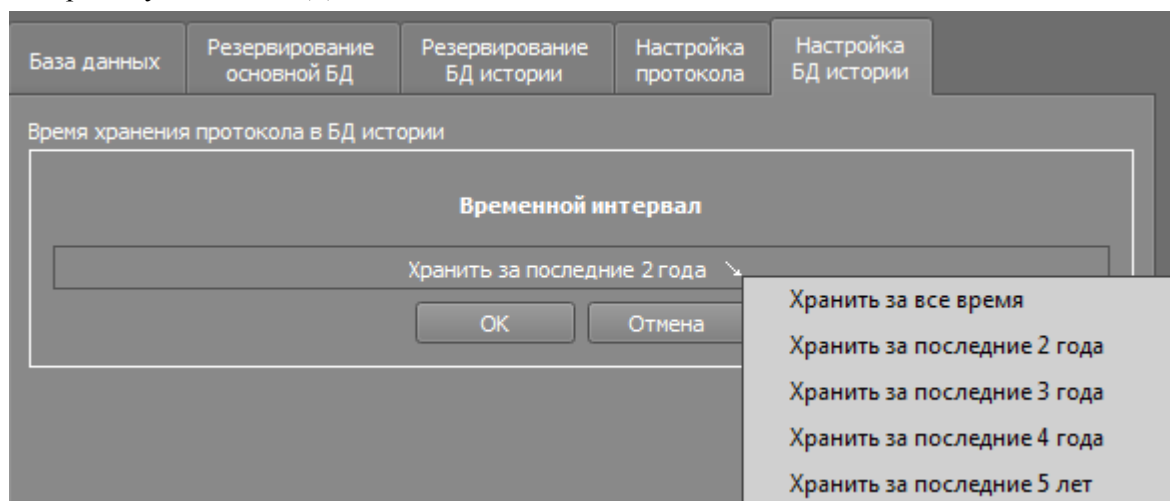 База данных
Резервирование
основной БД
Резервирование
БД истории
Настройка
протокола
Настройка
БД истории
Время хранения протокола в БД истории
Временной интервал
Хранить за последние 2 года
ОК
Отмена
Хранить за все время
Хранить за последние 2 года
Хранить за последние 3 года
Хранить за последние 4 года
Хранить за последние 5 лет